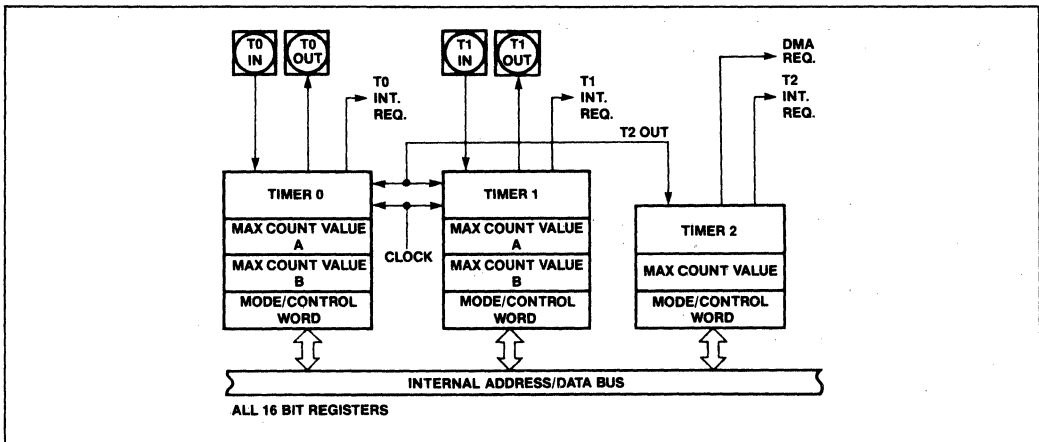 T0
IN
T0
OUT
T1
IN
T1
OUT
DMA
REQ.
T0
INT.
REQ.
T1
INT.
REQ.
T2
INT.
REQ.
T2 OUT
TIMER 0
MAX COUNT VALUE
A
MAX COUNT VALUE
B
MODE/CONTROL
WORD
CLOCK
TIMER 1
MAX COUNT VALUE
A
MAX COUNT VALUE
B
MODE/CONTROL
WORD
TIMER 2
MAX COUNT VALUE
MODE/CONTROL
WORD
INTERNAL ADDRESS/DATA BUS
ALL 16 BIT REGISTERS